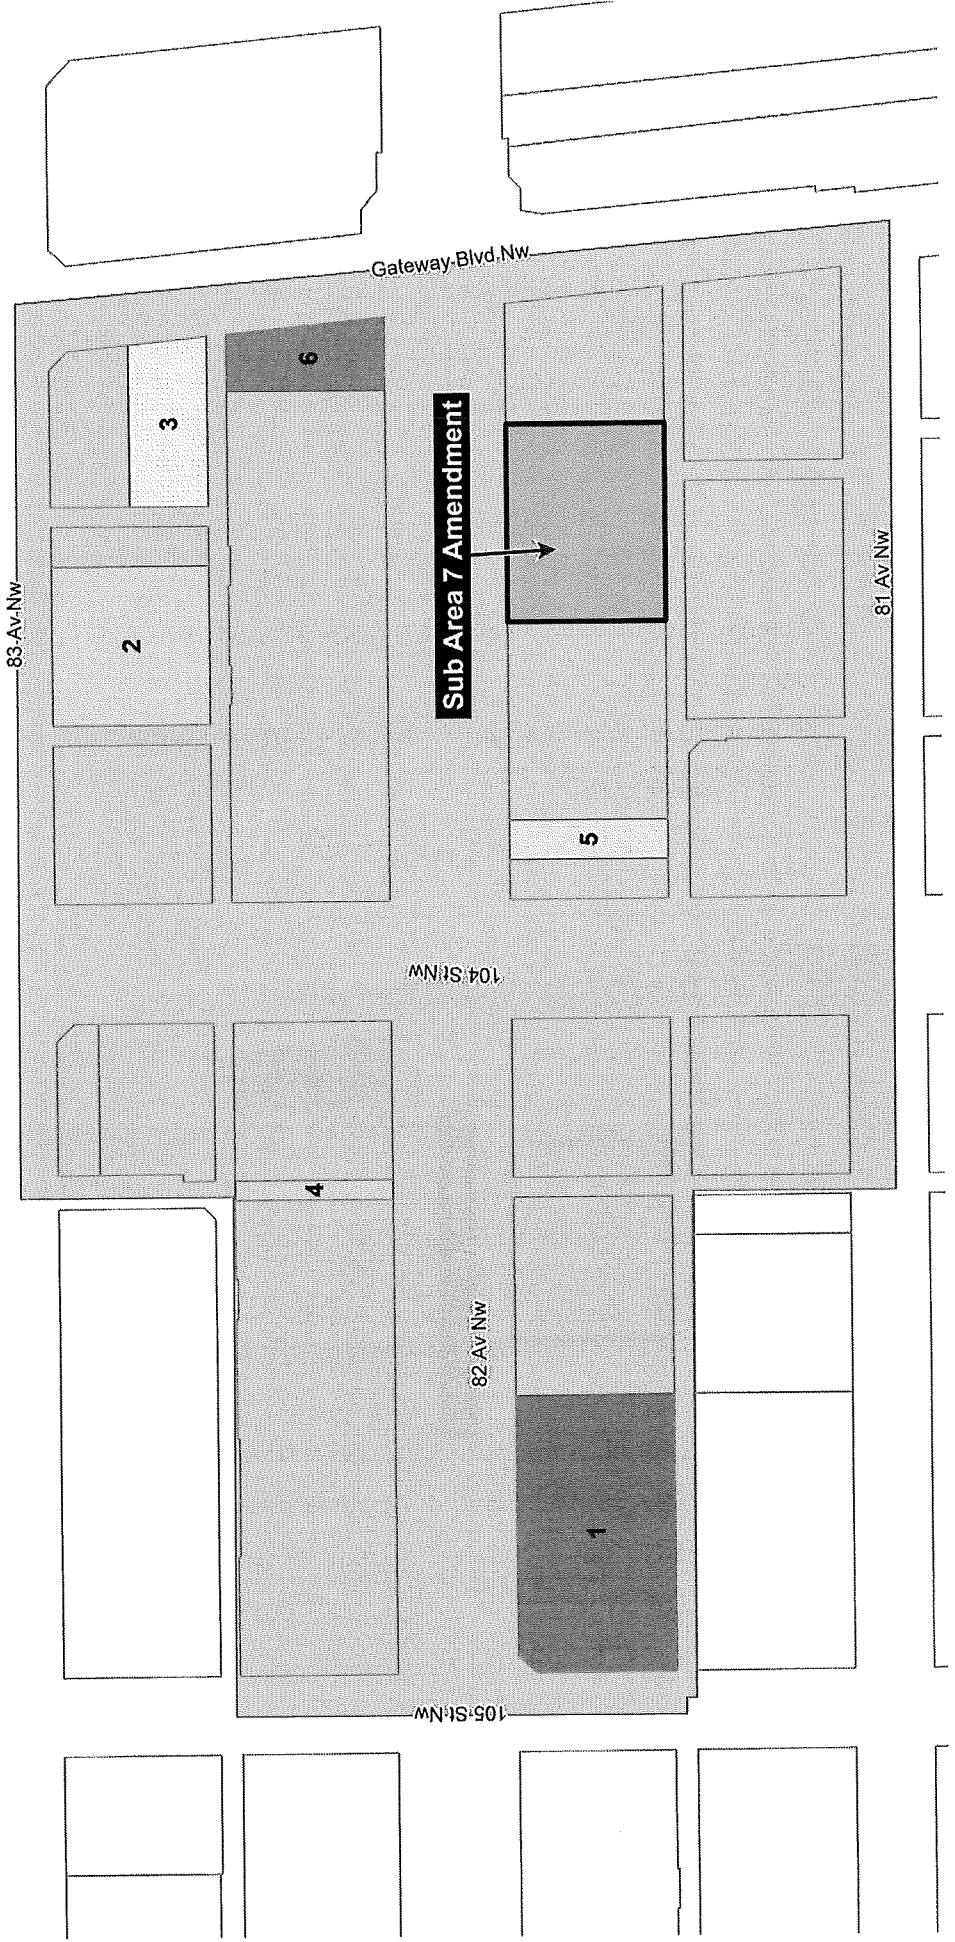 Gateway Blvd Nw
6
3
Sub Area 7 Amendment
83 Av Nw
81 Av Nw
2
5
104 St Nw
4
82 Av Nw
1
105 St Nw